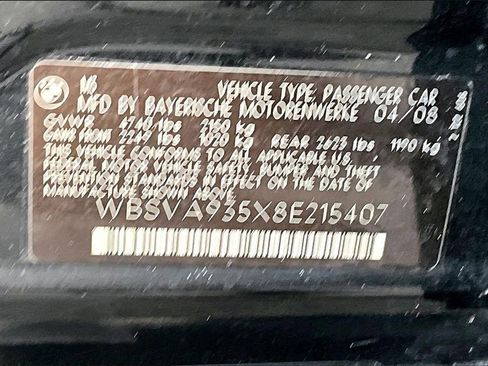 M3 VEHICLE TYPE: PASSENGER CAR
MFD BY BAYERISCHE MOTORENWERKE 04/08
GVWR 4740 lbs 2150 kg
GAWR FRONT 2249 lbs 1020 kg REAR 2623 lbs 1190 kg
THIS VEHICLE CONFORMS TO ALL APPLICABLE
FEDERAL MOTOR VEHICLE SAFETY, BUMPER AND THEFT
PREVENTION STANDARDS IN EFFECT ON THE DATE OF
MANUFACTURE SHOWN ABOVE
WBSVA935X8E215407